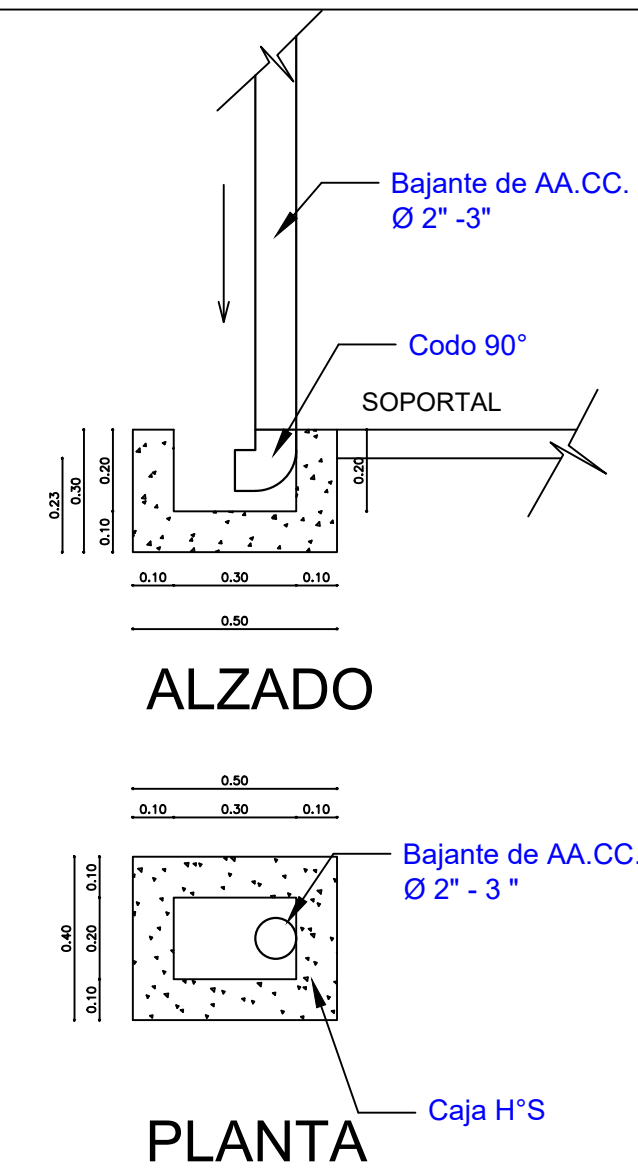 Bajante de AA.CC.
Ø 2" -3"
Codo 90°
SOPORTAL
0.23
0.30
0.20
0.10
0.20
0.10
0.30
0.10
0.50
ALZADO
0.50
0.10
0.30
0.10
Bajante de AA.CC.
Ø 2" - 3 "
0.40
0.10
0.20
0.10
Caja H°S
PLANTA